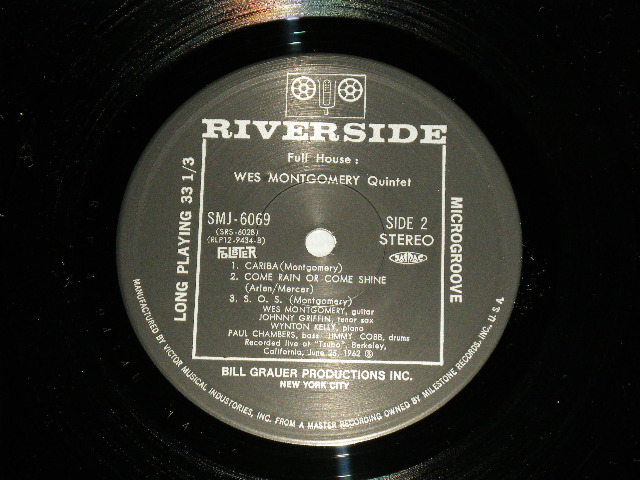 RIVERSIDE
Full House :
WES MONTGOMERY Quintet
SMJ-6069
(SRS-6028)
(RLP12-9434-B)
SIDE 2
STEREO
POLISTER
1. CARIBA (Montgomery)
2. COME RAIN OR COME SHINE
(Arlen/Mercer)
3. S. O. S. (Montgomery)
WES MONTGOMERY, guitar
JOHNNY GRIFFIN, tenor sax
WYNTON KELLY, piano
PAUL CHAMBERS, bass JIMMY COBB, drums
Recorded live at "Tsubo", Berkeley,
California, June 25, 1962
LONG PLAYING 33 1/3
MICROGROOVE
BILL GRAUER PRODUCTIONS INC.
NEW YORK CITY
MANUFACTURED BY VICTOR MUSICAL INDUSTORIES, INC. FROM A MASTER RECORDING OWNED BY MILESTONE RECORDS, INC., U. S. A.